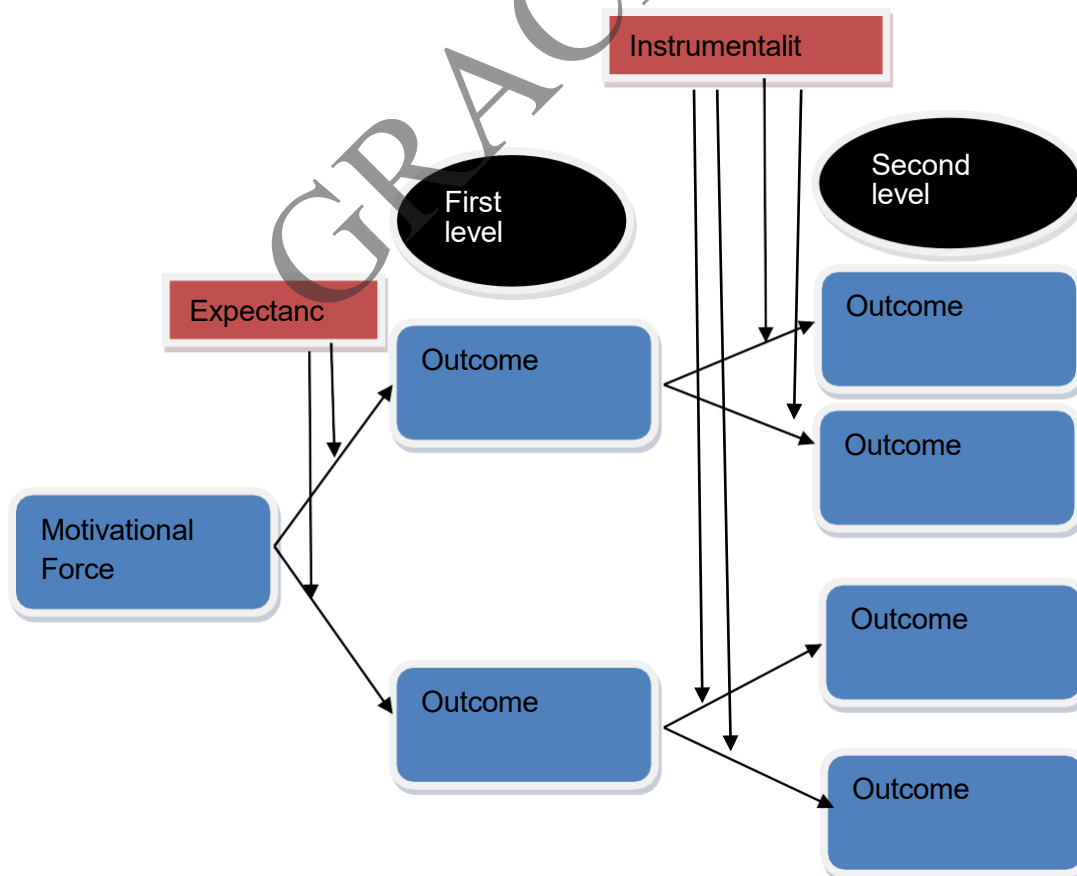 Instrumentalit
Second
level
First
level
Expectanc
Outcome
Outcome
Outcome
Motivational
Force
Outcome
Outcome
Outcome